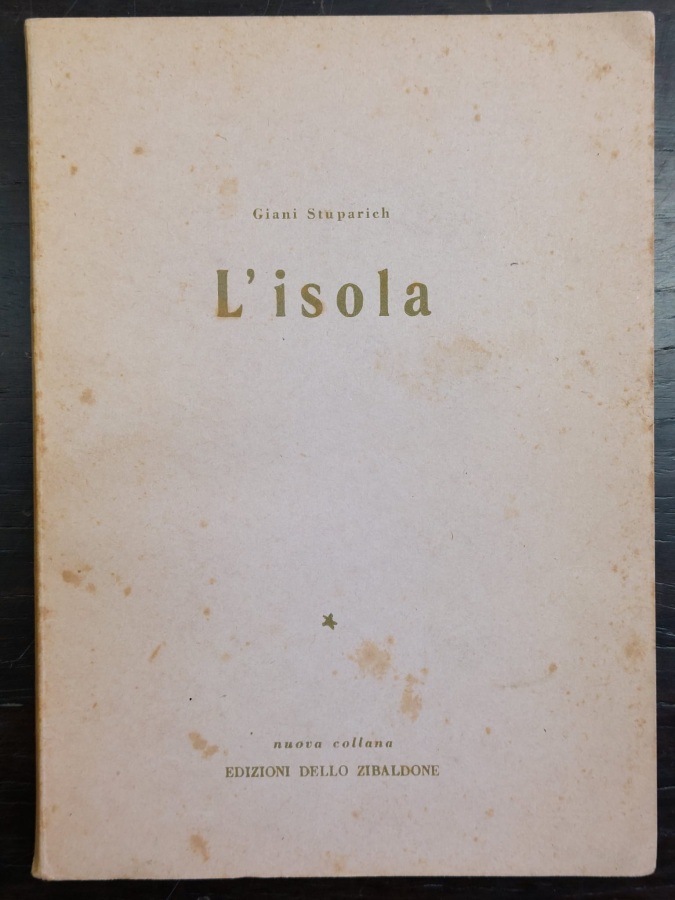 Giani Stuparich
L'isola
nuova collana
EDIZIONI DELLO ZIBALDONE